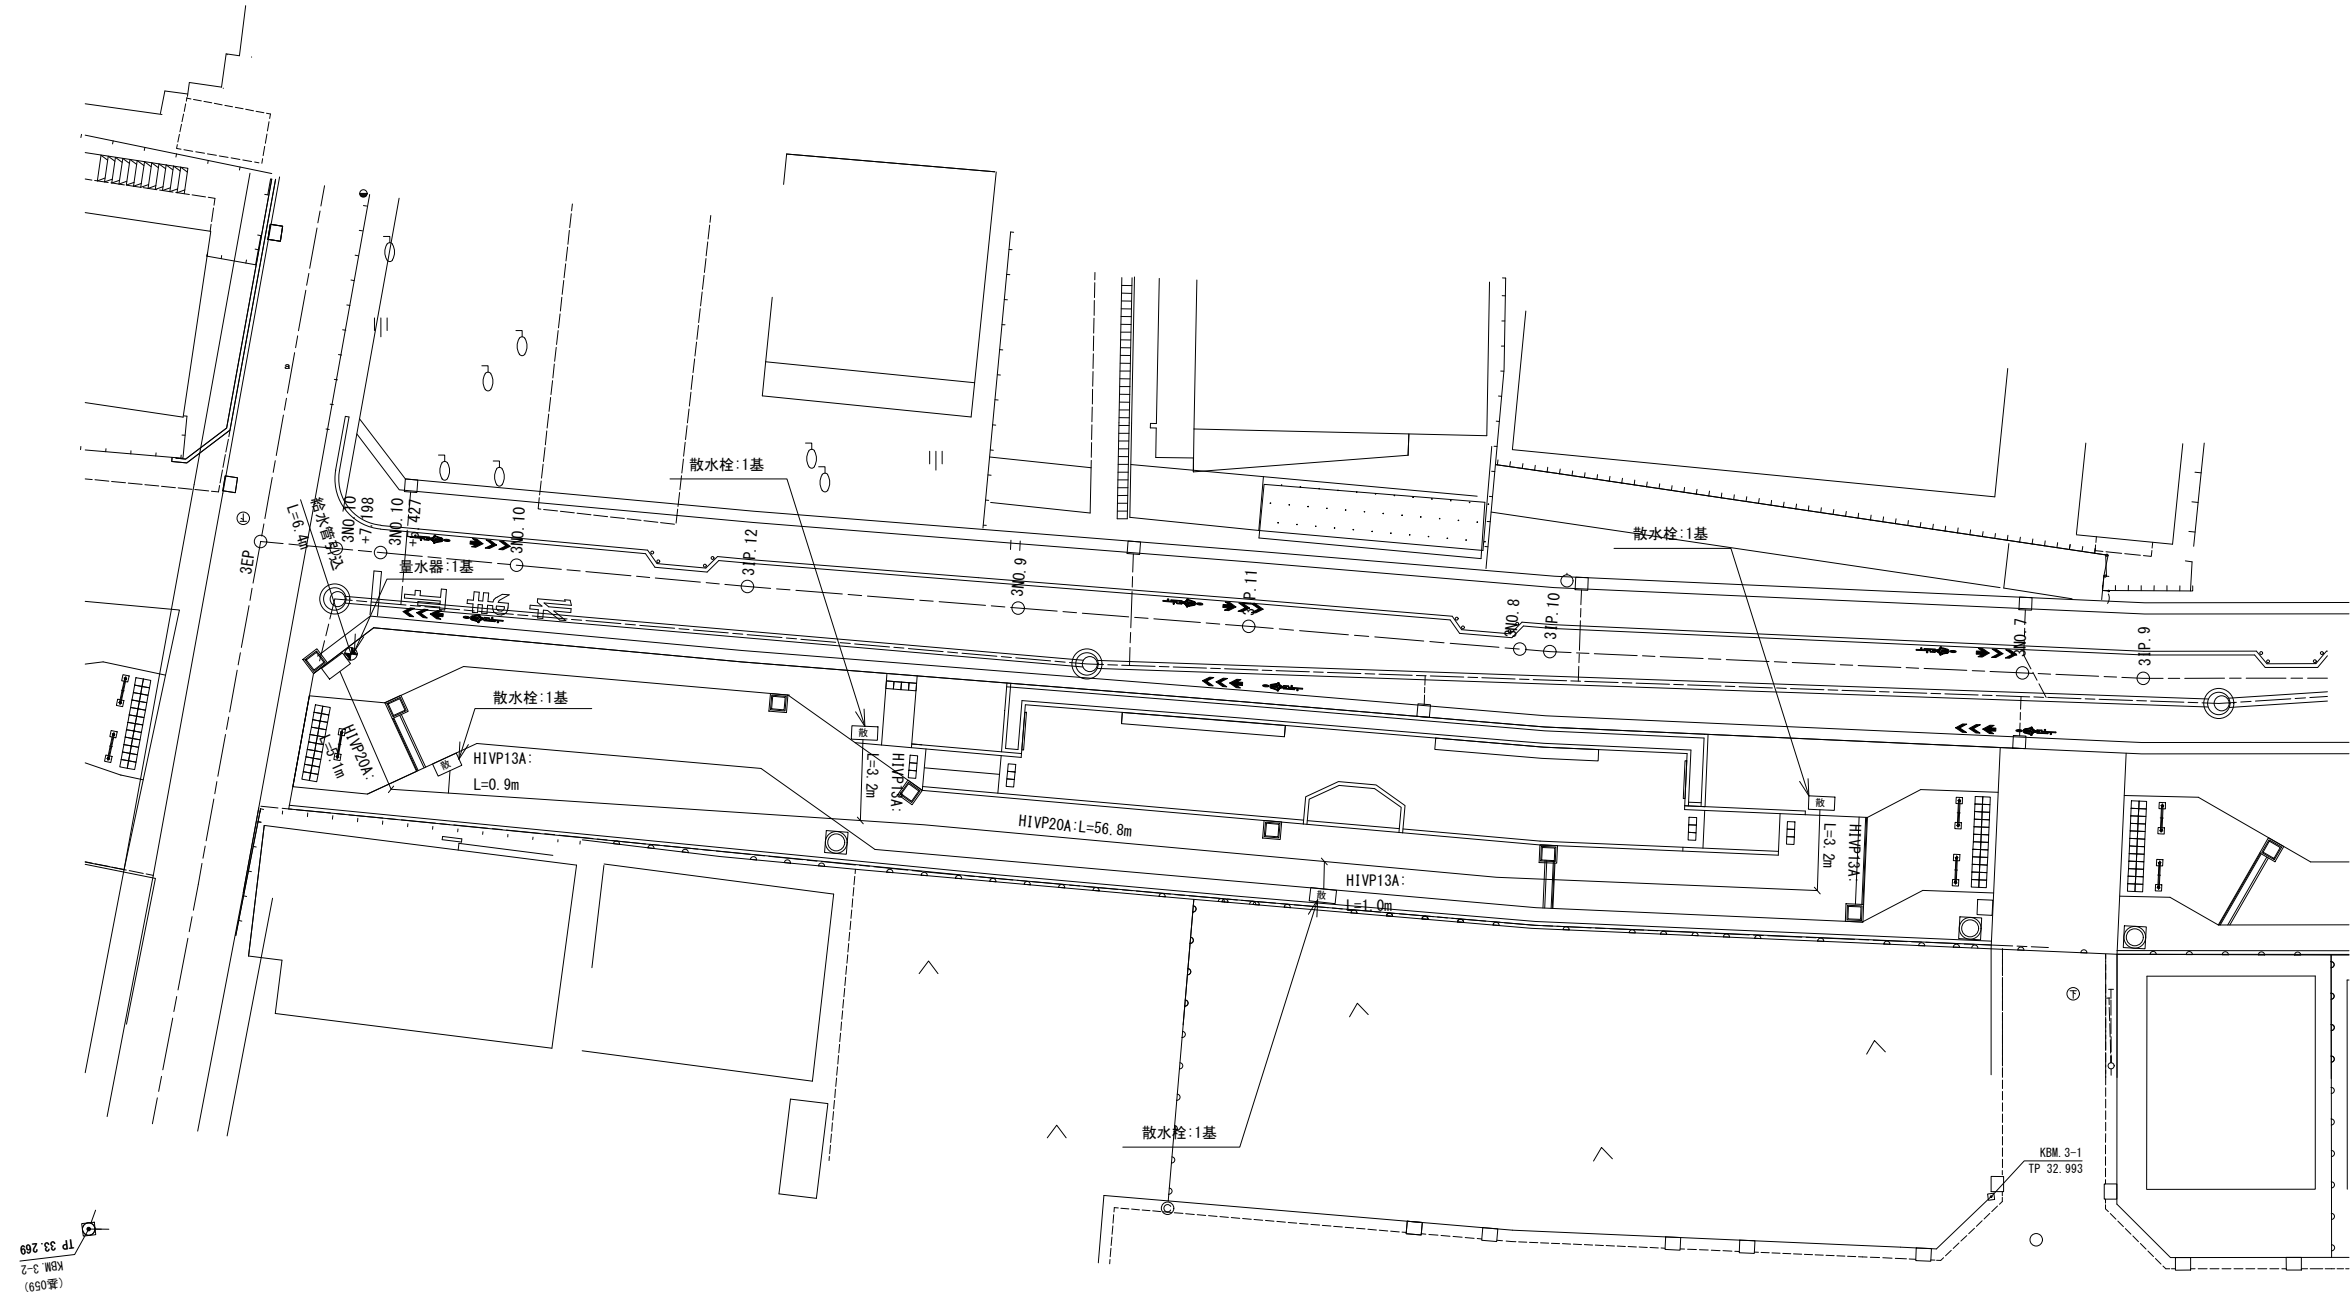 散水栓:1基
散水栓:1基
給水管引込
L=6.4m
3NO.10
+7.198
3NO.10
+6.427
3NO.10
3EP
量水器:1基
3IP.12
3NO.9
P.11
3NO.8
3IP.10
3NO.7
3IP.9
散水栓:1基
散
散
散
散
HIVP20A:
L=5.1m
HIVP13A:
L=0.9m
HIVP13A:
L=3.2m
HIVP20A:L=56.8m
HIVP13A:
L=3.2m
HIVP13A:
L=1.0m
下
散水栓:1基
KBM.3-1
TP 32.993
TP 33.269
KBM.3-2
(基059)